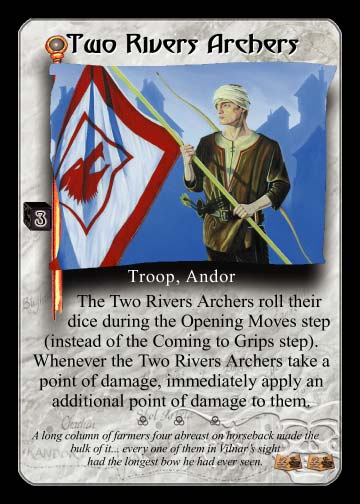 Two Rivers Archers
3
Troop, Andor
The Two Rivers Archers roll their
dice during the Opening Moves step
(instead of the Coming to Grips step).
Whenever the Two Rivers Archers take a
point of damage, immediately apply an
additional point of damage to them.
A long column of farmers four abreast on horseback made the
bulk of it... every one of them in Vilnar's sight
had the longest bow he had ever seen.